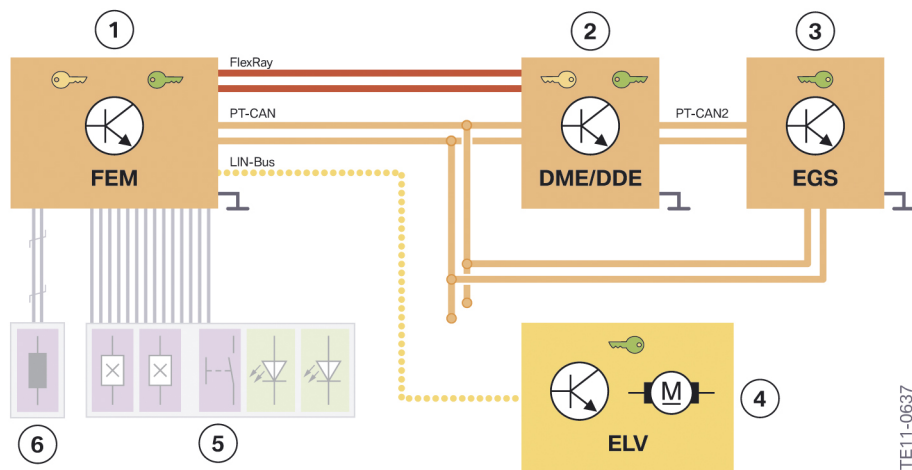 1
2
3
FlexRay
PT-CAN
PT-CAN2
LIN-Bus
FEM
DME/DDE
EGS
M
4
ELV
6
5
TE11-0637